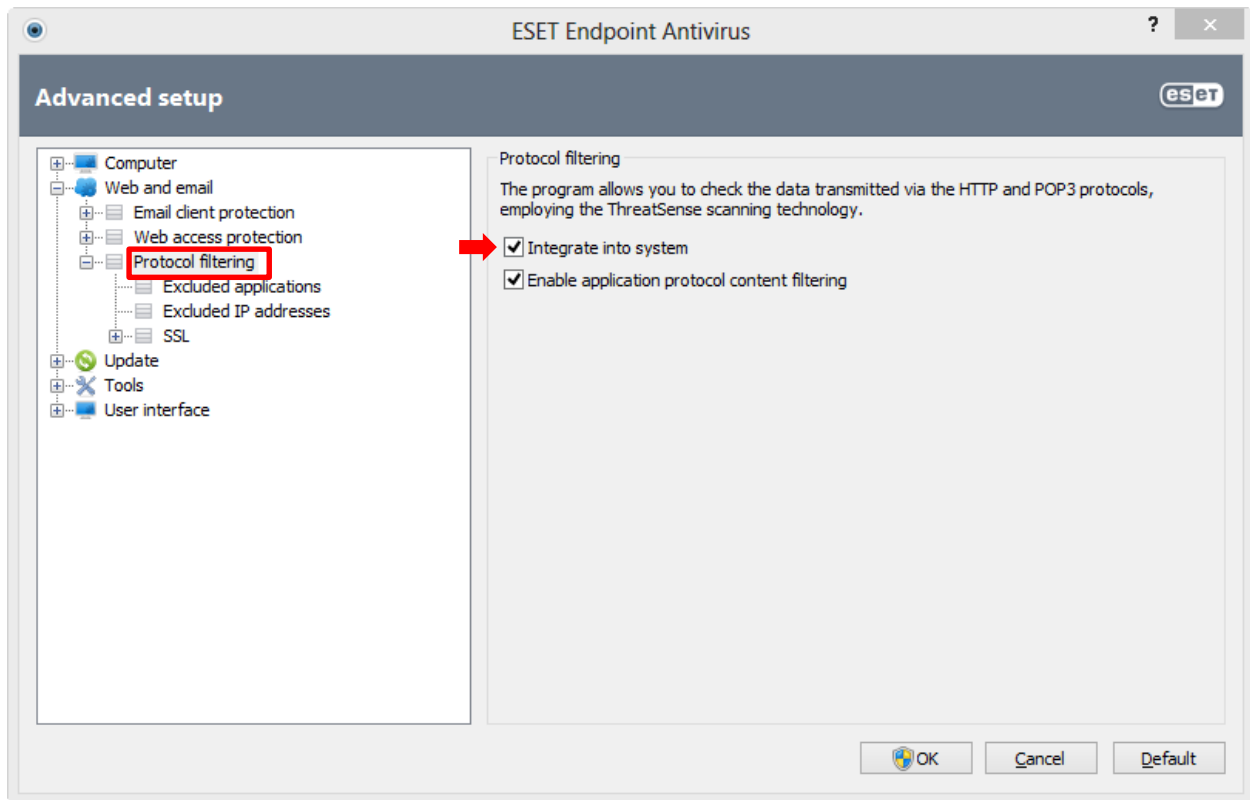 ESET Endpoint Antivirus
?
Advanced setup
eset
Computer
Web and email
Email client protection
Web access protection
Protocol filtering
Excluded applications
Excluded IP addresses
SSL
Update
Tools
User interface
Protocol filtering
The program allows you to check the data transmitted via the HTTP and POP3 protocols,
employing the ThreatSense scanning technology.
Integrate into system
Enable application protocol content filtering
OK
Cancel
Default